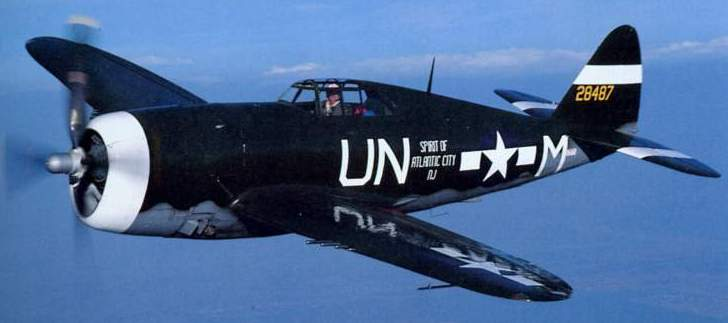 28487
UN
SPIRIT OF
ATLANTIC CITY
NJ
M